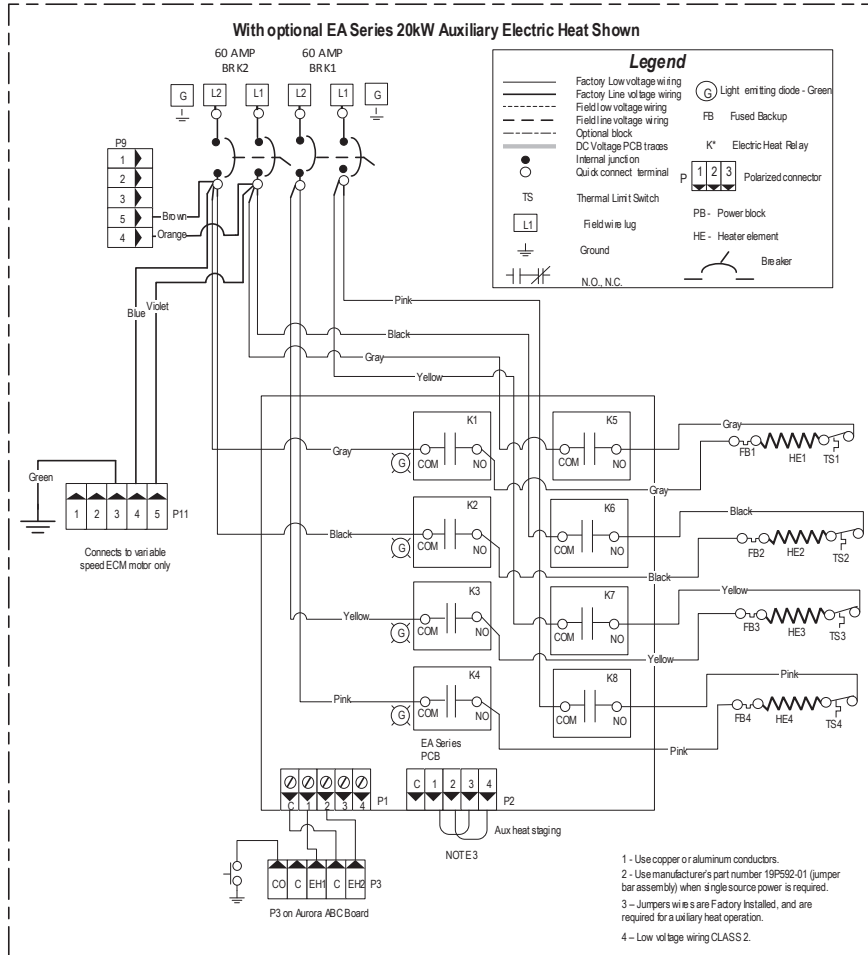 With optional EA Series 20kW Auxiliary Electric Heat Shown
60 AMP
BRK2
60 AMP
BRK1
G
L2
L1
L2
L1
G
Legend
Factory Low voltage wiring
Factory Line voltage wiring
Field low voltage wiring
Field line voltage wiring
Optional block
DC Voltage PCB traces
Internal junction
Quick connect terminal
TS Thermal Limit Switch
L1 Field wire lug
Ground
N.O., N.C.
G Light emitting diode - Green
FB Fused Backup
K* Electric Heat Relay
P 1 2 3 Polarized connector
PB - Power block
HE - Heater element
Breaker
P9
1
2
3
5 Brown
4 Orange
Blue
Violet
Pink
Black
Gray
Yellow
Green
1 2 3 4 5 P11
Connects to variable
speed ECM motor only
Gray G COM K1 NO
COM K5 NO
Gray
Gray
FB1 HE1 TS1
Black G COM K2 NO
COM K6 NO
Black
Black
FB2 HE2 TS2
Yellow G COM K3 NO
COM K7 NO
Yellow
Yellow
FB3 HE3 TS3
Pink G COM K4 NO
COM K8 NO
Pink
Pink
FB4 HE4 TS4
EA Series
PCB
C 1 2 3 4 P1
C 1 2 3 4 P2
Aux heat staging
NOTE 3
CO C EH1 C EH2 P3
P3 on Aurora ABC Board
1 - Use copper or aluminum conductors.
2 - Use manufacturer's part number 19P592-01 (jumper
bar assembly) when single source power is required.
3 – Jumpers wires are Factory Installed, and are
required for auxiliary heat operation.
4 – Low voltage wiring CLASS 2.